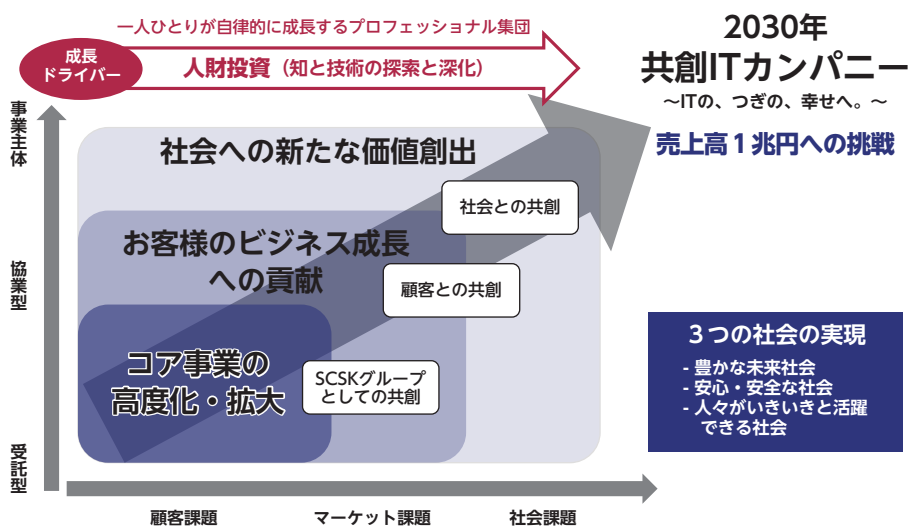 一人ひとりが自律的に成長するプロフェッショナル集団
成長
ドライバー
人財投資（知と技術の探索と深化）
2030年
共創ITカンパニー
～ITの、つぎの、幸せへ。～
売上高１兆円への挑戦
事業主体
協業型
受託型
社会への新たな価値創出
社会との共創
お客様のビジネス成長
への貢献
顧客との共創
コア事業の
高度化・拡大
SCSKグループ
としての共創
３つの社会の実現
- 豊かな未来社会
- 安心・安全な社会
- 人々がいきいきと活躍
できる社会
顧客課題
マーケット課題
社会課題